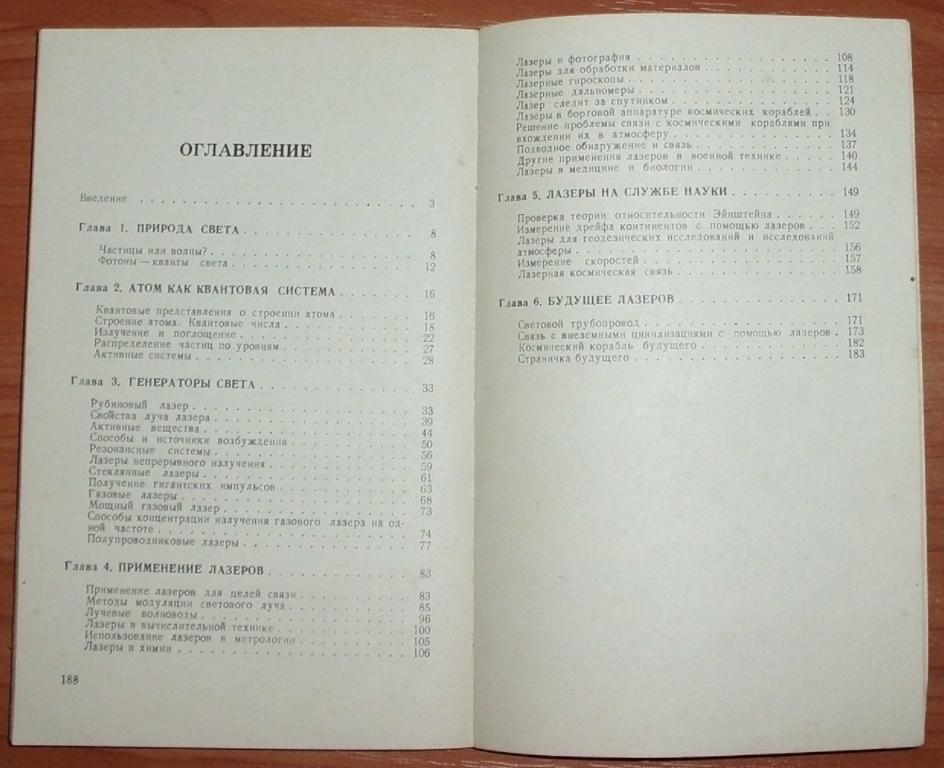 ОГЛАВЛЕНИЕ
Введение . . . . . . . . . . . . . . . . . . . 3
Глава 1. ПРИРОДА СВЕТА . . . . . . . . . . . . 8
Частицы или волны? . . . . . . . . . . . . . . 8
Фотоны — кванты света . . . . . . . . . . . . . 12
Глава 2. АТОМ КАК КВАНТОВАЯ СИСТЕМА . . . . . . 16
Квантовые представления о строении атома . . . . 16
Строение атома. Квантовые числа . . . . . . . . 18
Излучение и поглощение . . . . . . . . . . . . 22
Распределение частиц по уровням . . . . . . . . 27
Активные системы . . . . . . . . . . . . . . . 28
Глава 3. ГЕНЕРАТОРЫ СВЕТА . . . . . . . . . . . 33
Рубиновый лазер . . . . . . . . . . . . . . . . 33
Свойства луча лазера . . . . . . . . . . . . . 39
Активные вещества . . . . . . . . . . . . . . . 44
Способы и источники возбуждения . . . . . . . . 50
Резонансные системы . . . . . . . . . . . . . . 56
Лазеры непрерывного излучения . . . . . . . . . 59
Стеклянные лазеры . . . . . . . . . . . . . . . 61
Получение гигантских импульсов . . . . . . . . 63
Газовые лазеры . . . . . . . . . . . . . . . . 68
Мощный газовый лазер . . . . . . . . . . . . . 73
Способы концентрации излучения газового лазера на од-
ной частоте . . . . . . . . . . . . . . . . . . 74
Полупроводниковые лазеры . . . . . . . . . . . 77
Глава 4. ПРИМЕНЕНИЕ ЛАЗЕРОВ . . . . . . . . . . 83
Применение лазеров для целей связи . . . . . . 83
Методы модуляции светового луча . . . . . . . . 85
Лучевые волноводы . . . . . . . . . . . . . . . 96
Лазеры в вычислительной технике . . . . . . . . 100
Использование лазеров в метрологии . . . . . . 105
Лазеры в химии . . . . . . . . . . . . . . . . 106
188
Лазеры и фотография . . . . . . . . . . . . . . 108
Лазеры для обработки материалов . . . . . . . . 114
Лазерные гироскопы . . . . . . . . . . . . . . 118
Лазерные дальномеры . . . . . . . . . . . . . . 121
Лазер следит за спутником . . . . . . . . . . . 124
Лазеры в бортовой аппаратуре космических кораблей . . 130
Решение проблемы связи с космическими кораблями при
вхождении их в атмосферу . . . . . . . . . . . 134
Подводное обнаружение и связь . . . . . . . . . 137
Другие применения лазеров в военной технике . . . 140
Лазеры в медицине и биологии . . . . . . . . . 144
Глава 5. ЛАЗЕРЫ НА СЛУЖБЕ НАУКИ . . . . . . . . 149
Проверка теории относительности Эйнштейна . . . . 149
Измерение дрейфа континентов с помощью лазеров . . . 152
Лазеры для геодезических исследований и исследований
атмосферы . . . . . . . . . . . . . . . . . . . 156
Измерение скоростей . . . . . . . . . . . . . . 157
Лазерная космическая связь . . . . . . . . . . 158
Глава 6. БУДУЩЕЕ ЛАЗЕРОВ . . . . . . . . . . . 171
Световой трубопровод . . . . . . . . . . . . . 171
Связь с внеземными цивилизациями с помощью лазеров . 173
Космический корабль будущего . . . . . . . . . 182
Страничка будущего . . . . . . . . . . . . . . 183